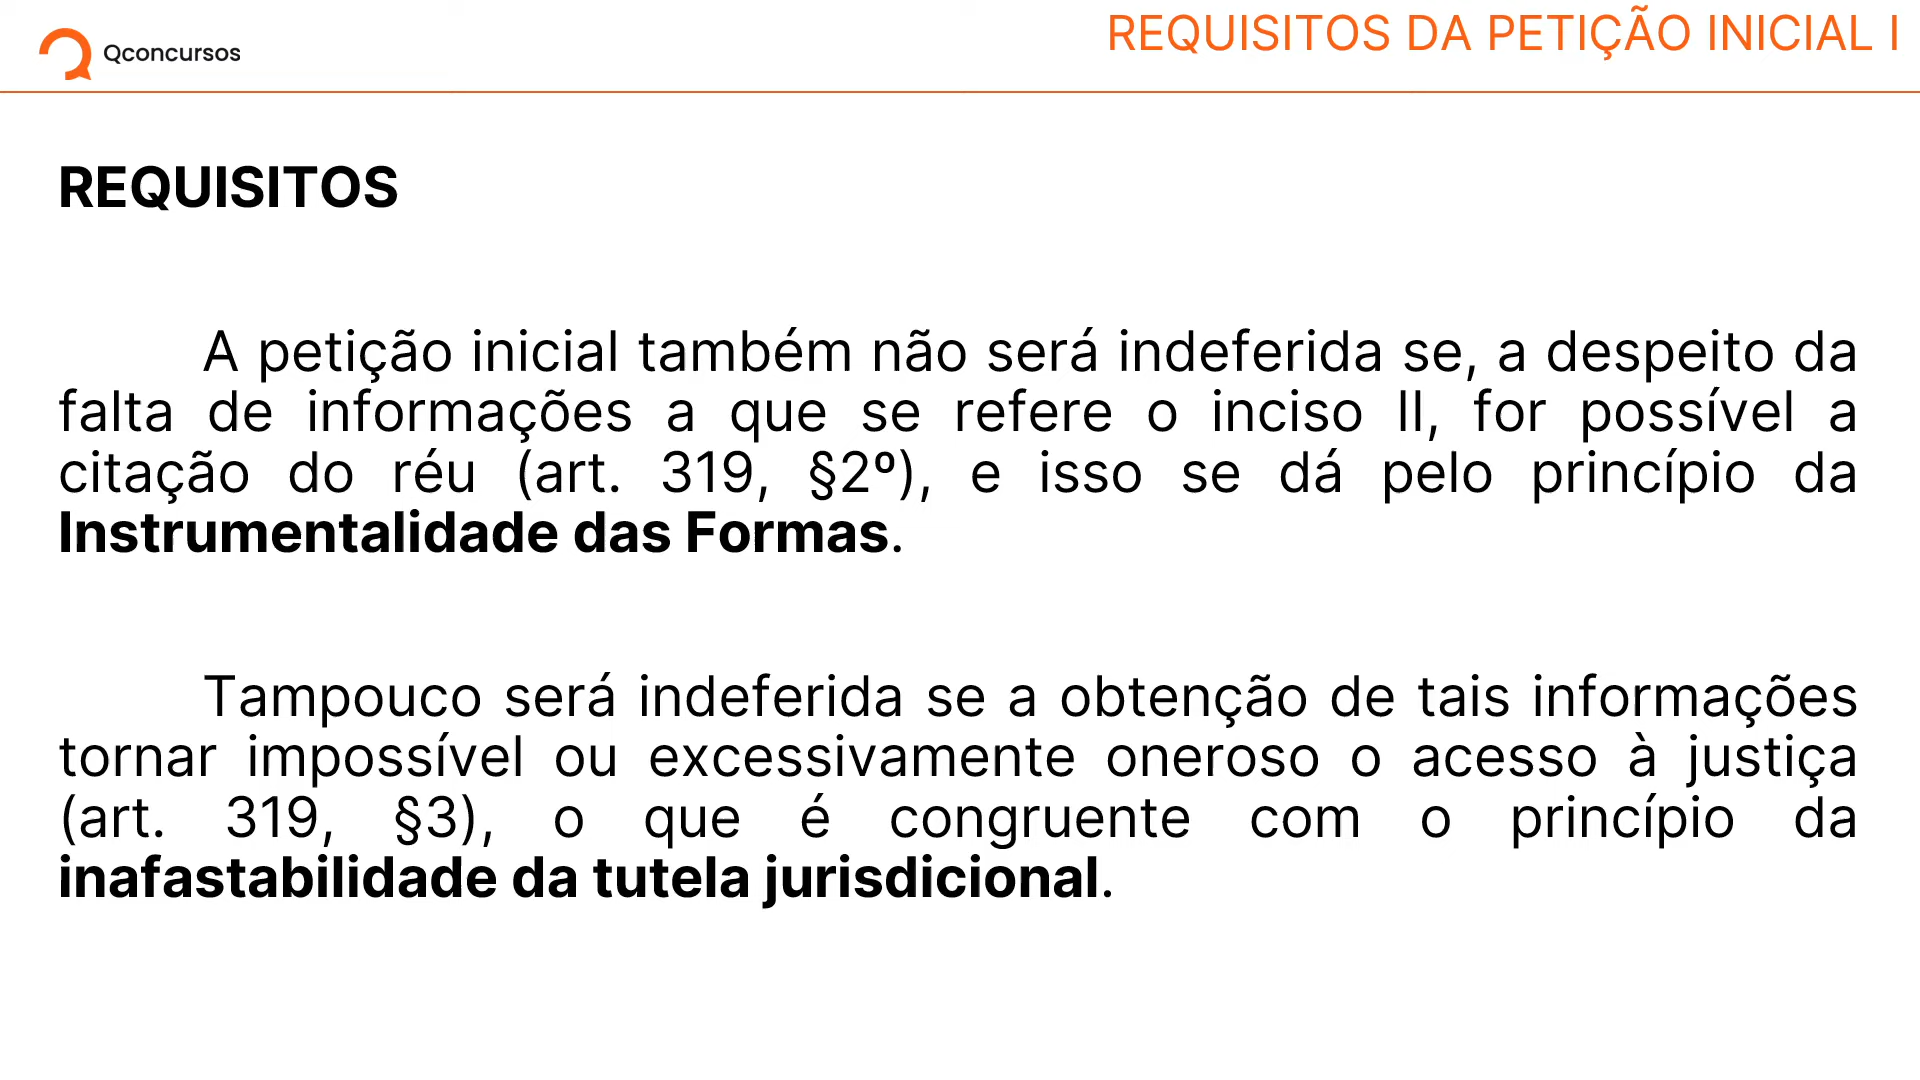 Qconcursos
REQUISITOS DA PETIÇÃO INICIAL I
REQUISITOS
A petição inicial também não será indeferida se, a despeito da
falta de informações a que se refere o inciso II, for possível a
citação do réu (art. 319, §2º), e isso se dá pelo princípio da
Instrumentalidade das Formas.
Tampouco será indeferida se a obtenção de tais informações
tornar impossível ou excessivamente oneroso o acesso à justiça
(art. 319, §3), o que é congruente com o princípio da
inafastabilidade da tutela jurisdicional.